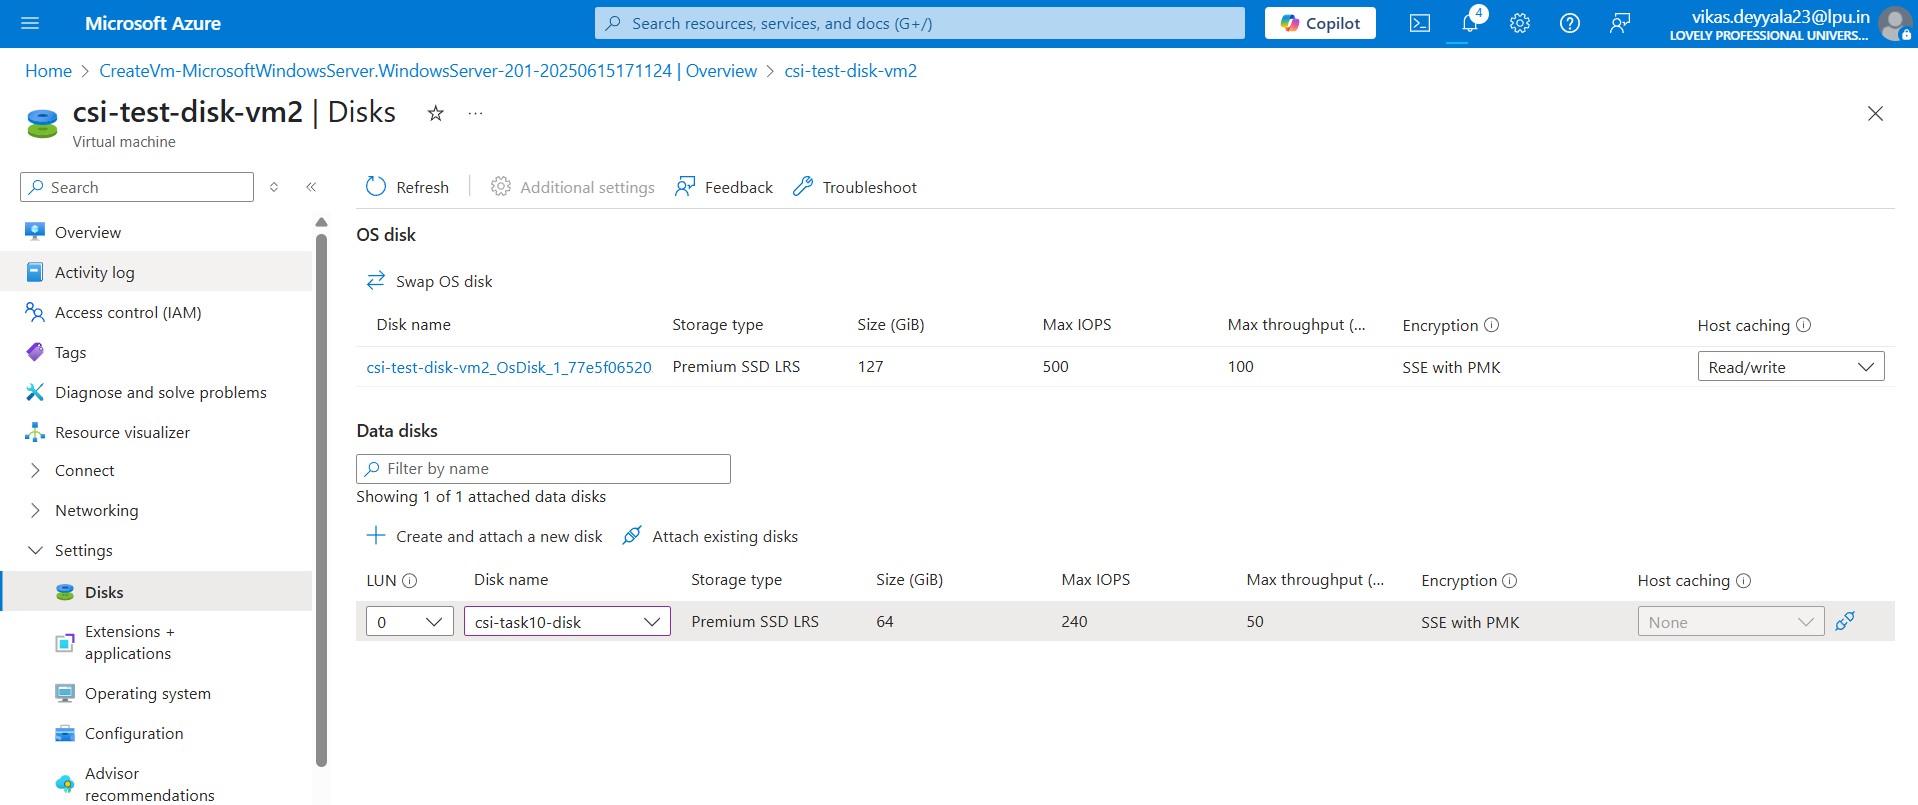 Microsoft Azure
Search resources, services, and docs (G+/)
Copilot
4
vikas.deyyala23@lpu.in
LOVELY PROFESSIONAL UNIVERS...
Home > CreateVm-MicrosoftWindowsServer.WindowsServer-201-20250615171124 | Overview > csi-test-disk-vm2
csi-test-disk-vm2 | Disks
Virtual machine
Search
Overview
Activity log
Access control (IAM)
Tags
Diagnose and solve problems
Resource visualizer
Connect
Networking
Settings
Disks
Extensions +
applications
Operating system
Configuration
Advisor
recommendations
Refresh
Additional settings
Feedback
Troubleshoot
OS disk
Swap OS disk
Disk name Storage type Size (GiB) Max IOPS Max throughput (... Encryption Host caching
csi-test-disk-vm2_OsDisk_1_77e5f06520 Premium SSD LRS 127 500 100 SSE with PMK Read/write
Data disks
Filter by name
Showing 1 of 1 attached data disks
Create and attach a new disk Attach existing disks
LUN Disk name Storage type Size (GiB) Max IOPS Max throughput (... Encryption Host caching
0 csi-task10-disk Premium SSD LRS 64 240 50 SSE with PMK None